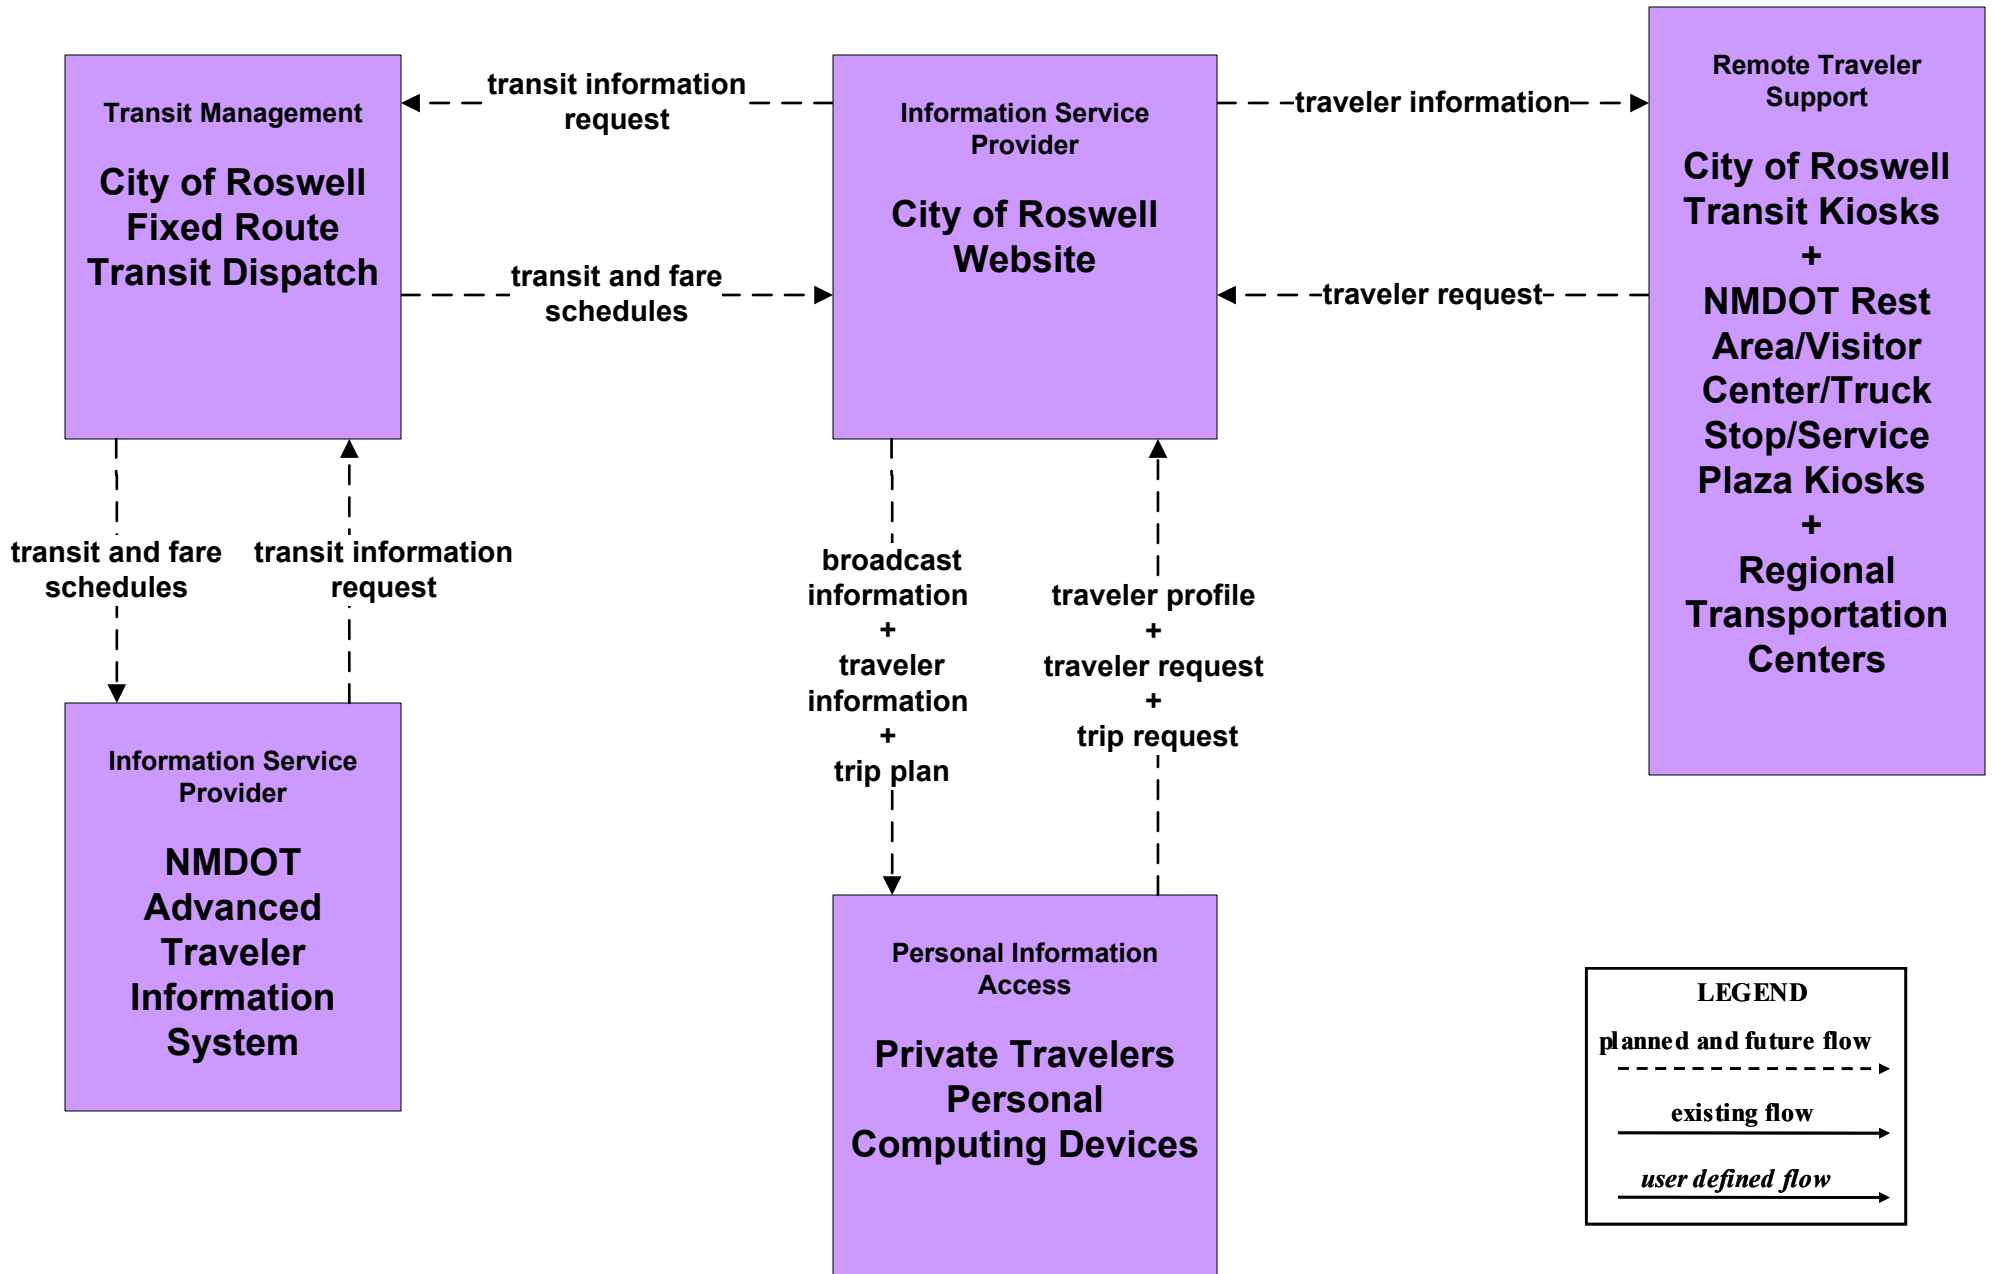 Transit Management
City of Roswell
Fixed Route
Transit Dispatch
transit information
request
transit and fare
schedules
Information Service
Provider
City of Roswell
Website
traveler information
traveler request
Remote Traveler
Support
City of Roswell
Transit Kiosks
+
NMDOT Rest
Area/Visitor
Center/Truck
Stop/Service
Plaza Kiosks
+
Regional
Transportation
Centers
transit and fare
schedules
transit information
request
broadcast
information
+
traveler
information
+
trip plan
traveler profile
+
traveler request
+
trip request
Information Service
Provider
NMDOT
Advanced
Traveler
Information
System
Personal Information
Access
Private Travelers
Personal
Computing Devices
LEGEND
planned and future flow
existing flow
user defined flow